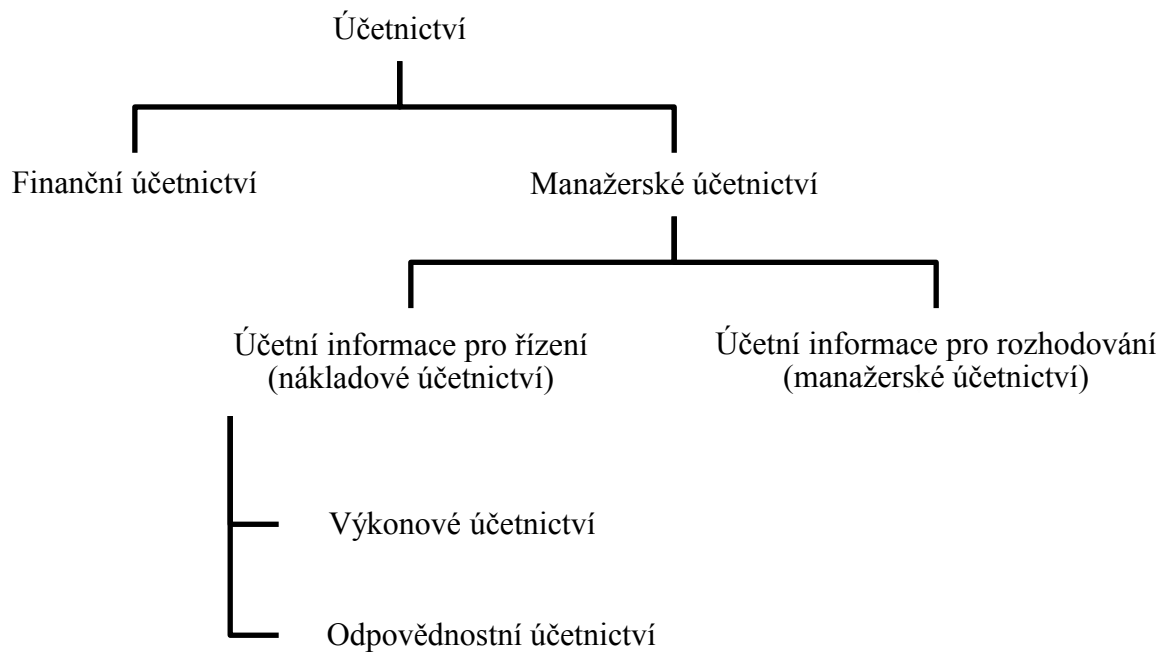 Účetnictví
Finanční účetnictví
Manažerské účetnictví
Účetní informace pro řízení
(nákladové účetnictví)
Účetní informace pro rozhodování
(manažerské účetnictví)
Výkonové účetnictví
Odpovědnostní účetnictví